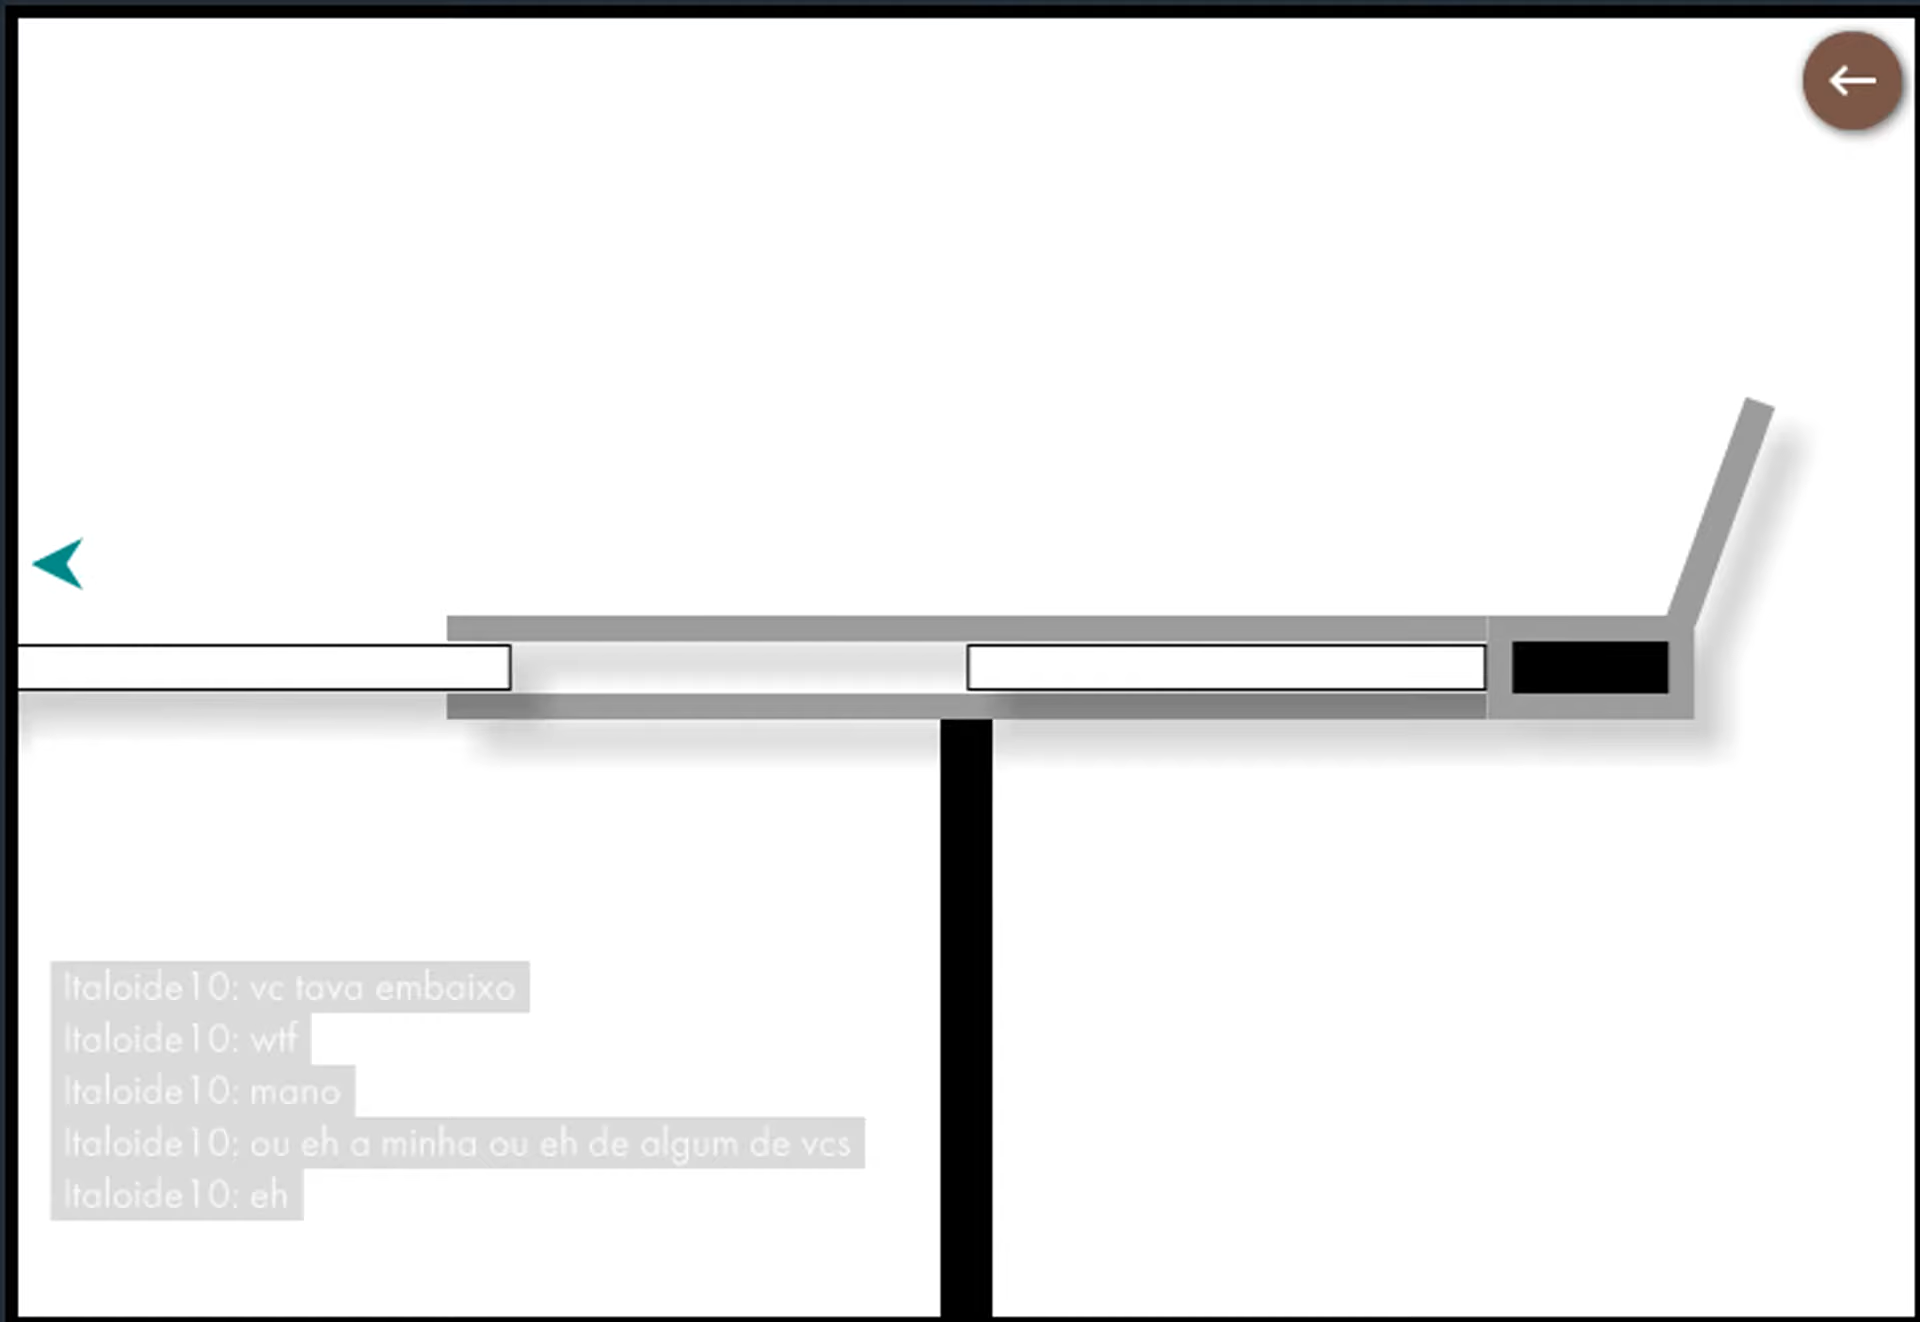 Italoide10: vc tava embaixo
Italoide10: wtf
Italoide10: mano
Italoide10: ou eh a minha ou eh de algum de vcs
Italoide10: eh